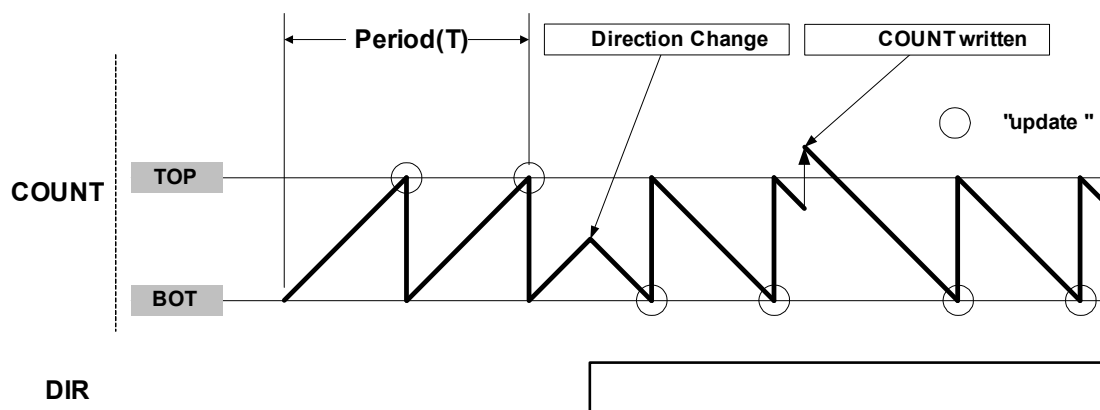 Period(T)
Direction Change
COUNT written
"update "
TOP
COUNT
BOT
DIR